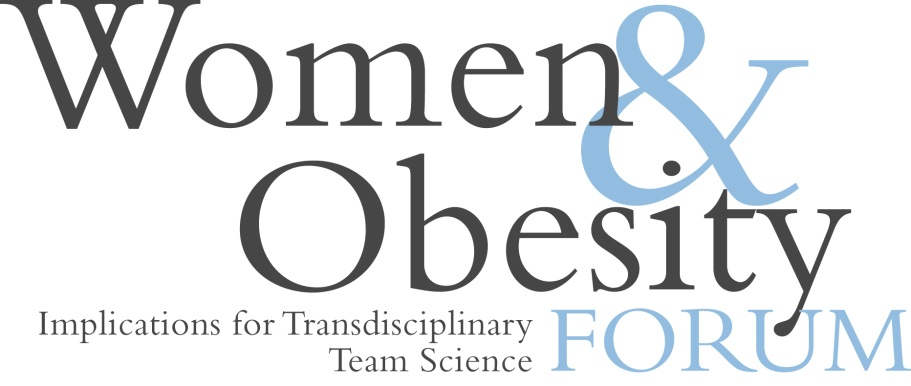 Women &
Obesity
Implications for Transdisciplinary
Team Science
FORUM